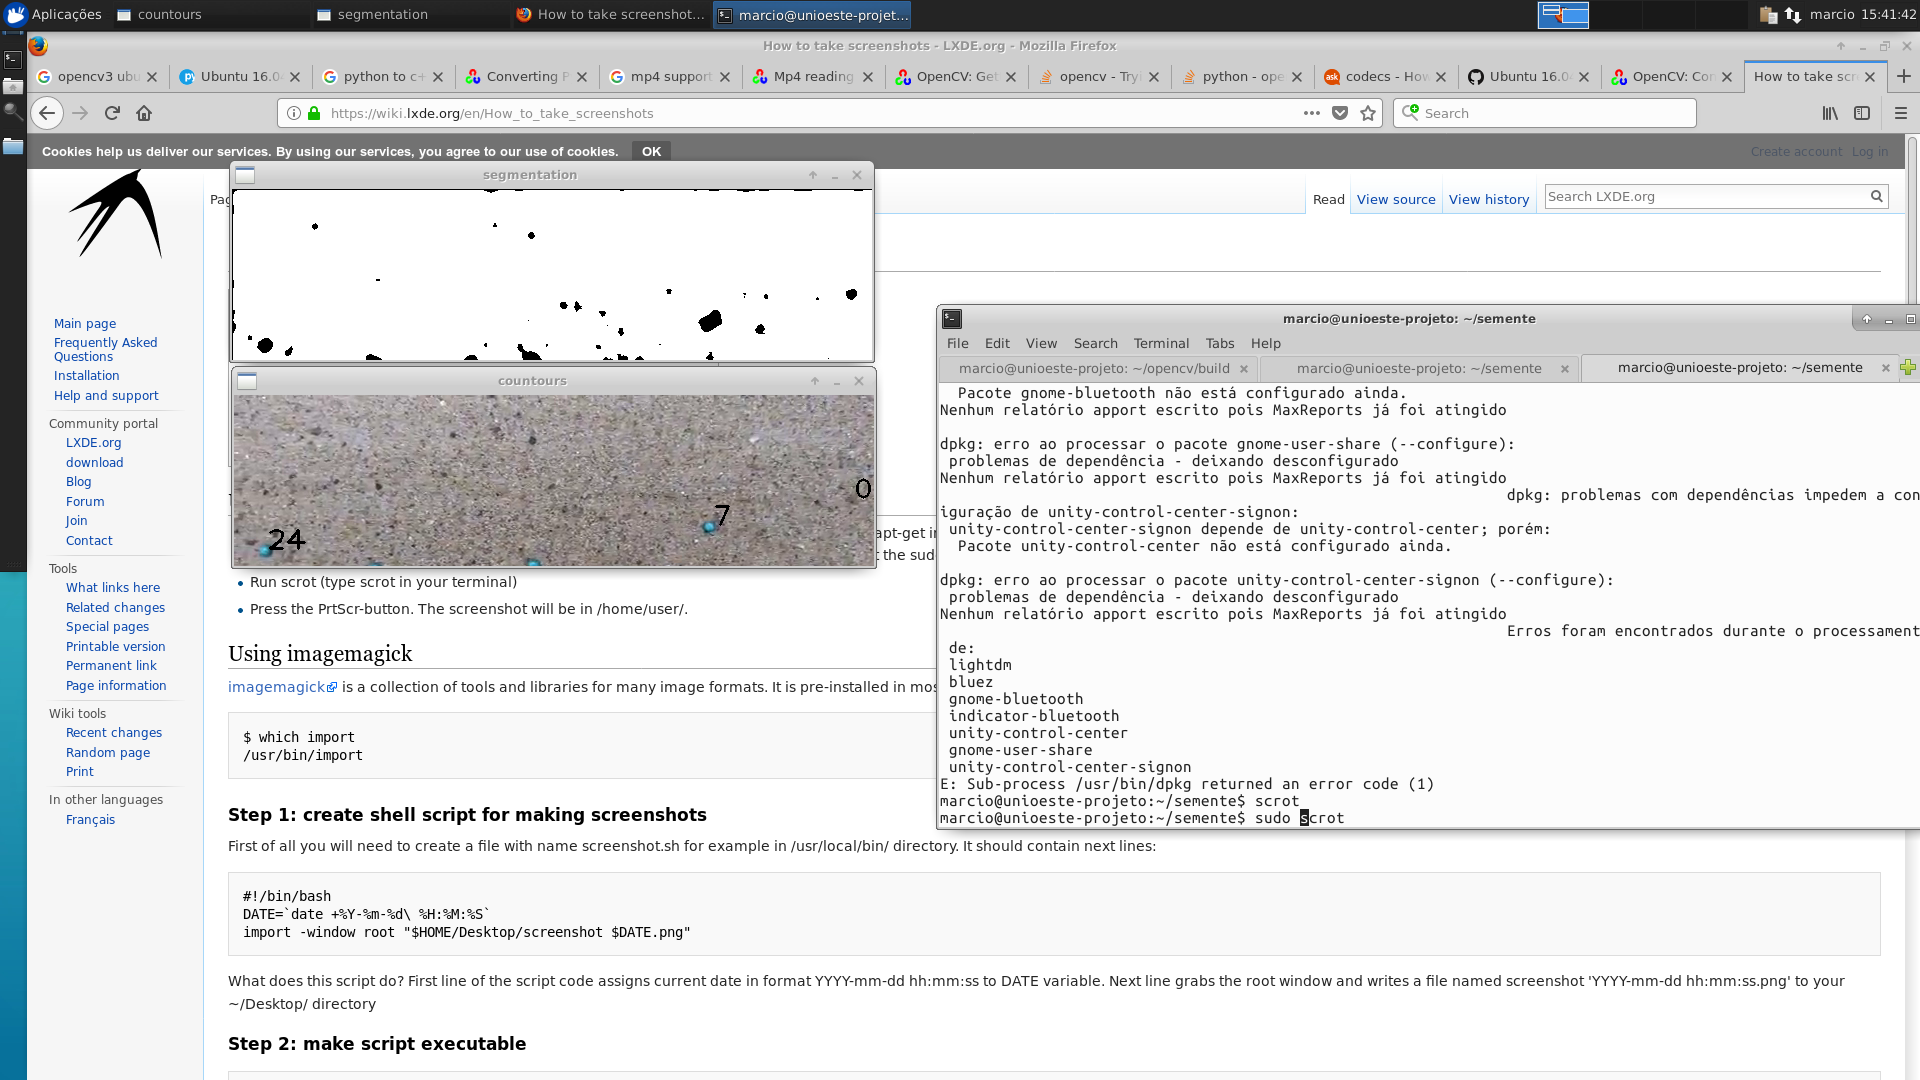 Aplicações
countours
segmentation
How to take screenshot...
marcio@unioeste-projet...
marcio 15:41:42
How to take screenshots - LXDE.org - Mozilla Firefox
opencv3 ubu
Ubuntu 16.0
python to c+
Converting P
mp4 support
Mp4 reading
OpenCV: Get
opencv - Tryi
python - ope
codecs - How
Ubuntu 16.0
OpenCV: Con
How to take scr
https://wiki.lxde.org/en/How_to_take_screenshots
Search
Cookies help us deliver our services. By using our services, you agree to our use of cookies.
OK
Create account
Log in
Pag
Read
View source
View history
Search LXDE.org
segmentation
countours
24
7
0
Main page
Frequently Asked
Questions
Installation
Help and support
Community portal
LXDE.org
download
Blog
Forum
Join
Contact
Tools
What links here
Related changes
Special pages
Printable version
Permanent link
Page information
Wiki tools
Recent changes
Random page
Print
In other languages
Français
apt-get in
t the sud
Run scrot (type scrot in your terminal)
Press the PrtScr-button. The screenshot will be in /home/user/.
Using imagemagick
imagemagick is a collection of tools and libraries for many image formats. It is pre-installed in mos
$ which import
/usr/bin/import
Step 1: create shell script for making screenshots
First of all you will need to create a file with name screenshot.sh for example in /usr/local/bin/ directory. It should contain next lines:
#!/bin/bash
DATE=`date +%Y-%m-%d\ %H:%M:%S`
import -window root "$HOME/Desktop/screenshot $DATE.png"
What does this script do? First line of the script code assigns current date in format YYYY-mm-dd hh:mm:ss to DATE variable. Next line grabs the root window and writes a file named screenshot 'YYYY-mm-dd hh:mm:ss.png' to your
~/Desktop/ directory
Step 2: make script executable
marcio@unioeste-projeto: ~/semente
File Edit View Search Terminal Tabs Help
marcio@unioeste-projeto: ~/opencv/build
marcio@unioeste-projeto: ~/semente
marcio@unioeste-projeto: ~/semente
Pacote gnome-bluetooth não está configurado ainda.
Nenhum relatório apport escrito pois MaxReports já foi atingido
dpkg: erro ao processar o pacote gnome-user-share (--configure):
problemas de dependência - deixando desconfigurado
Nenhum relatório apport escrito pois MaxReports já foi atingido
dpkg: problemas com dependências impedem a con
iguração de unity-control-center-signon:
unity-control-center-signon depende de unity-control-center; porém:
Pacote unity-control-center não está configurado ainda.
dpkg: erro ao processar o pacote unity-control-center-signon (--configure):
problemas de dependência - deixando desconfigurado
Nenhum relatório apport escrito pois MaxReports já foi atingido
Erros foram encontrados durante o processament
de:
lightdm
bluez
gnome-bluetooth
indicator-bluetooth
unity-control-center
gnome-user-share
unity-control-center-signon
E: Sub-process /usr/bin/dpkg returned an error code (1)
marcio@unioeste-projeto:~/semente$ scrot
marcio@unioeste-projeto:~/semente$ sudo scrot